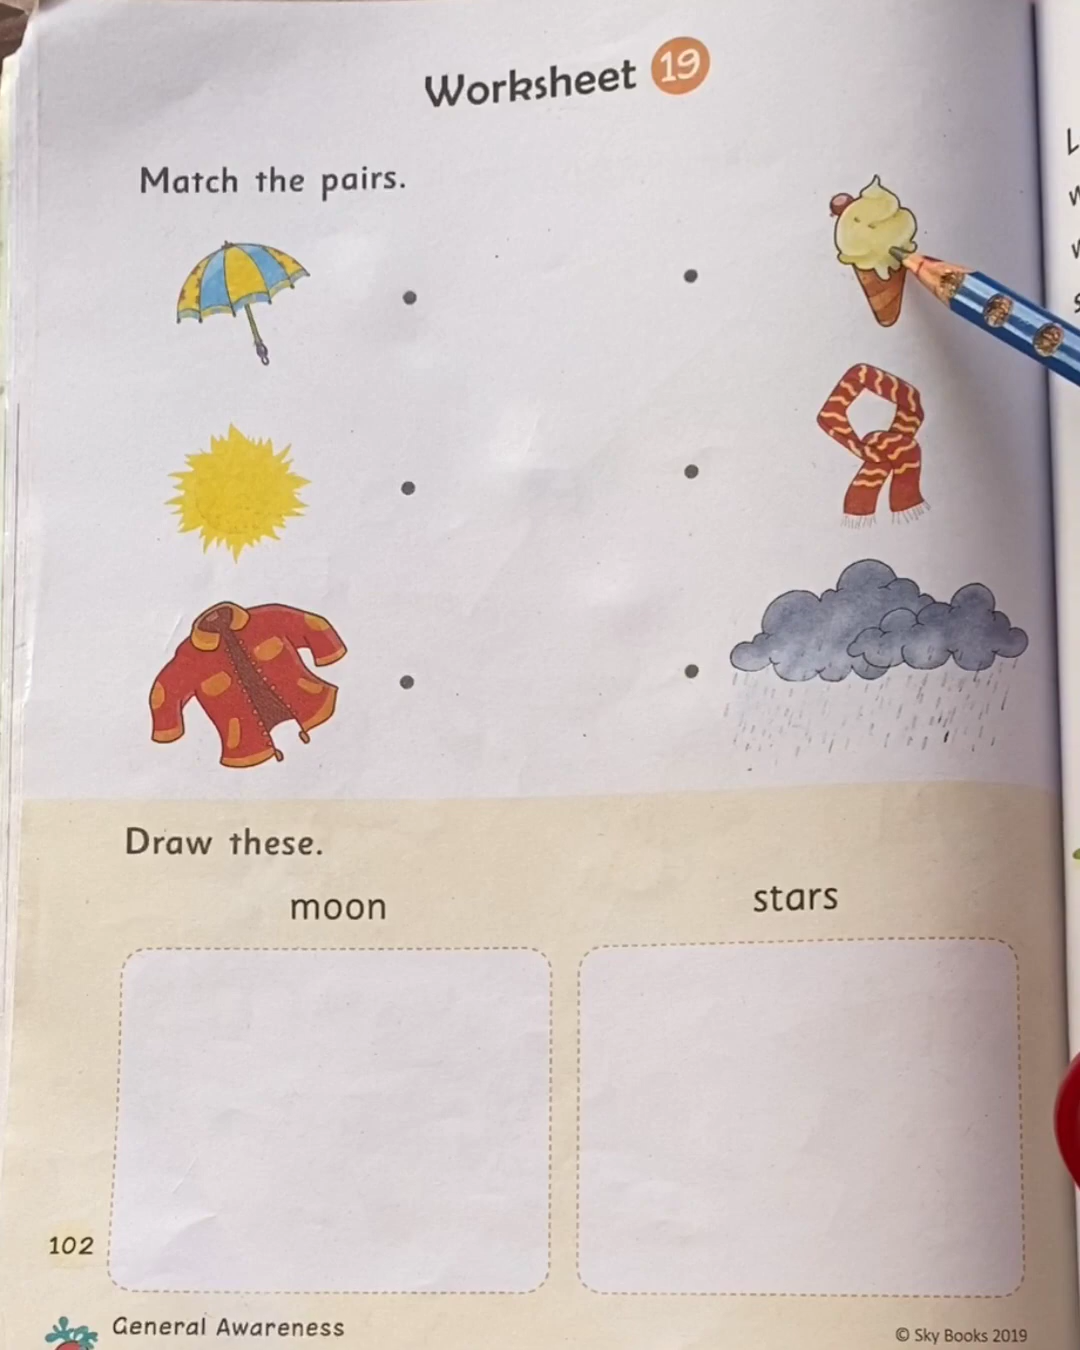 Worksheet 19
Match the pairs.
Draw these.
moon
stars
102
General Awareness
© Sky Books 2019